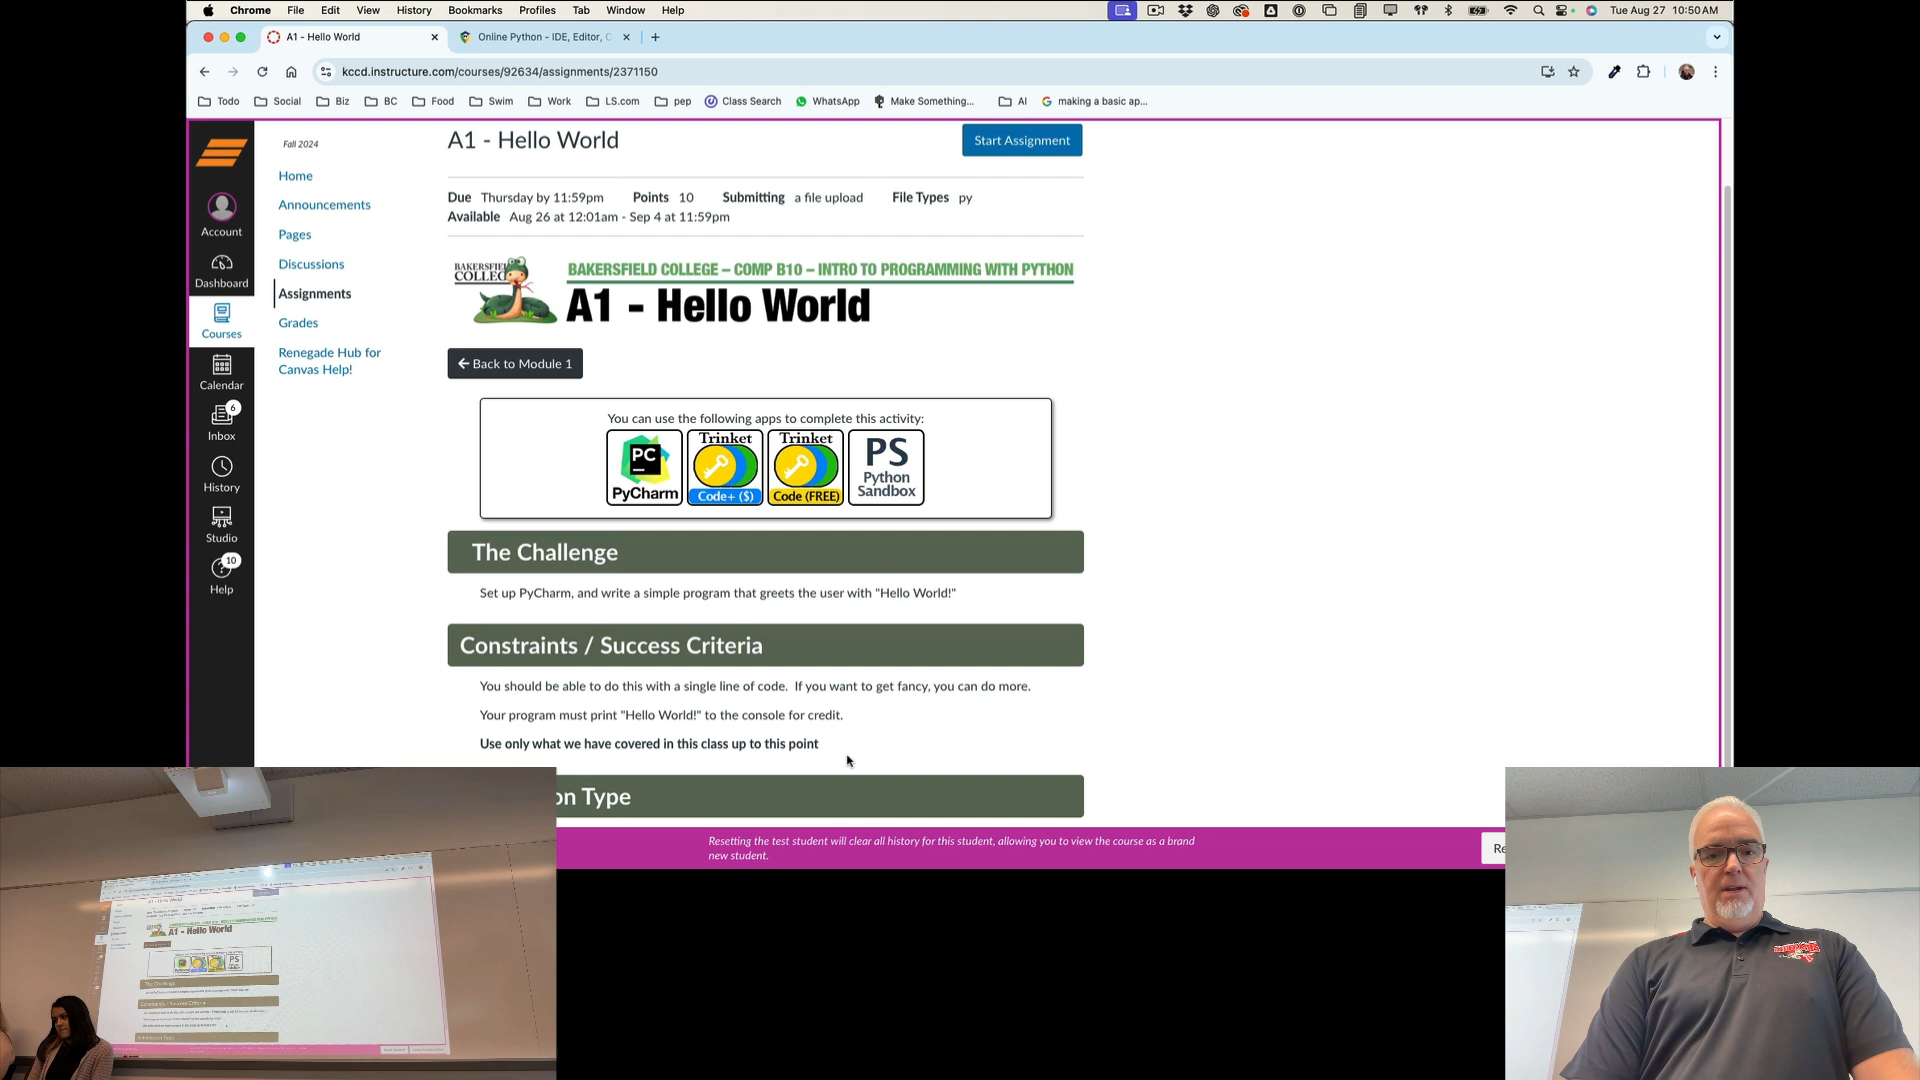 Chrome File Edit View History Bookmarks Profiles Tab Window Help
Tue Aug 27 10:50 AM
A1 - Hello World
Online Python - IDE, Editor, C
kccd.instructure.com/courses/92634/assignments/2371150
Todo Social Biz BC Food Swim Work LS.com pep Class Search WhatsApp Make Something... AI making a basic ap...
Fall 2024
Home
Announcements
Pages
Discussions
Assignments
Grades
Renegade Hub for
Canvas Help!
Account
Dashboard
Courses
Calendar
6
Inbox
History
Studio
10
Help
A1 - Hello World
Start Assignment
Due Thursday by 11:59pm Points 10 Submitting a file upload File Types py
Available Aug 26 at 12:01am - Sep 4 at 11:59pm
BAKERSFIELD COLLEGE – COMP B10 – INTRO TO PROGRAMMING WITH PYTHON
A1 - Hello World
Back to Module 1
You can use the following apps to complete this activity:
PC
PyCharm
Trinket
Code+ ($)
Trinket
Code (FREE)
PS
Python
Sandbox
The Challenge
Set up PyCharm, and write a simple program that greets the user with "Hello World!"
Constraints / Success Criteria
You should be able to do this with a single line of code. If you want to get fancy, you can do more.
Your program must print "Hello World!" to the console for credit.
Use only what we have covered in this class up to this point
on Type
Resetting the test student will clear all history for this student, allowing you to view the course as a brand
new student.
Re
A1 - Hello World